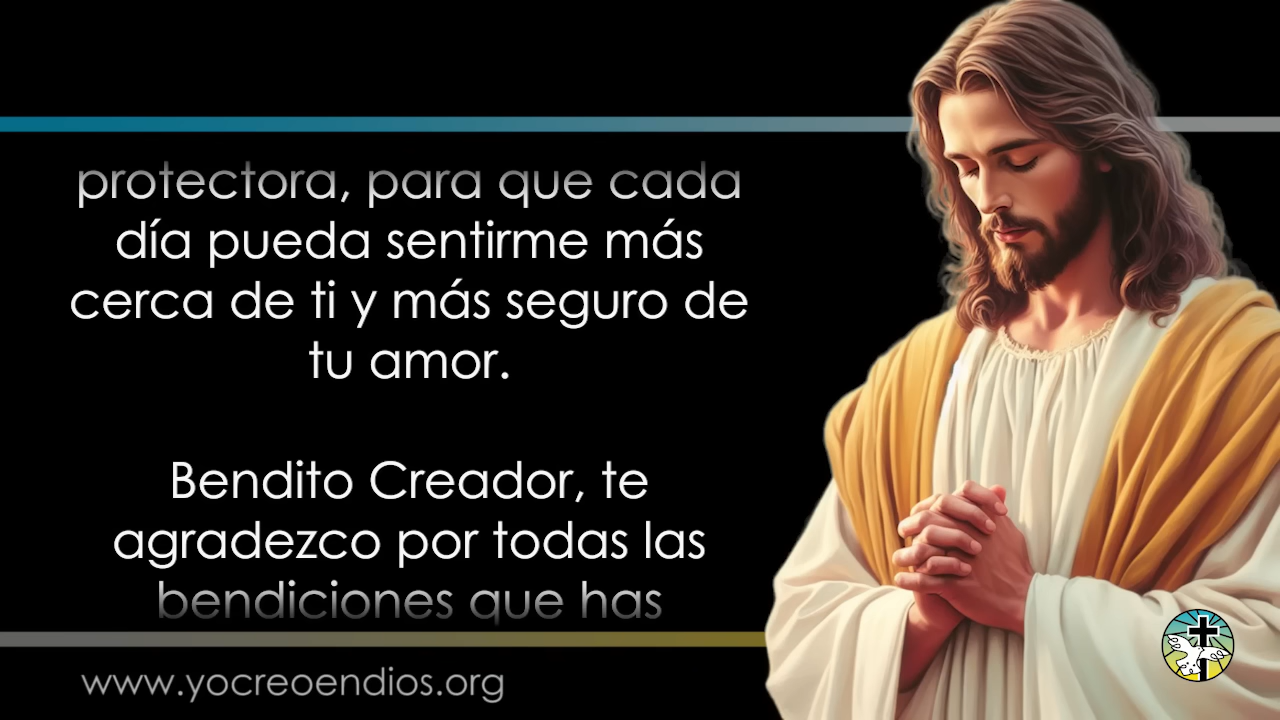 protectora, para que cada
día pueda sentirme más
cerca de ti y más seguro de
tu amor.
Bendito Creador, te
agradezco por todas las
bendiciones que has
www.yocreoendios.org